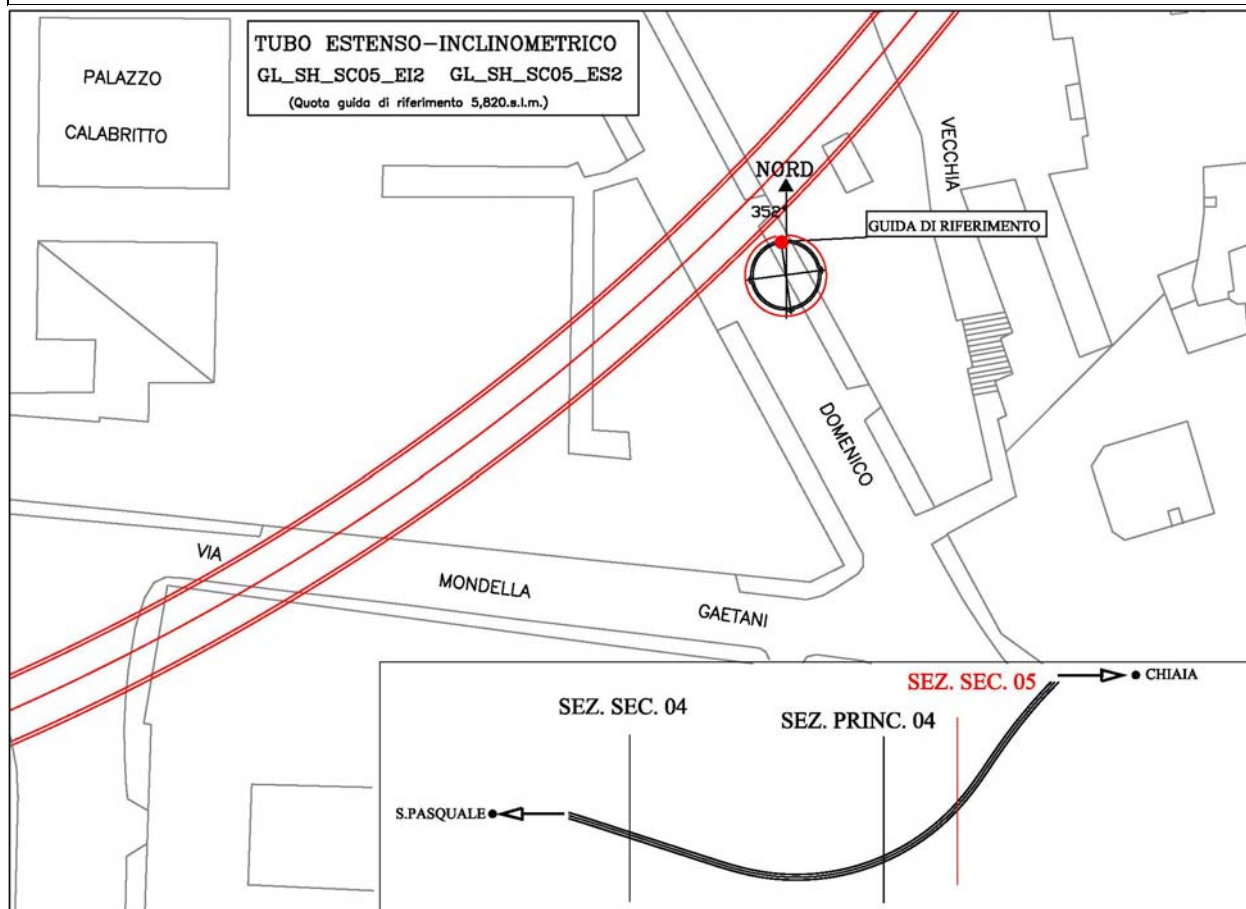 TUBO ESTENSO-INCLINOMETRICO
GL_SH_SC05_EI2 GL_SH_SC05_ES2
(Quota guida di riferimento 5,820.s.l.m.)
PALAZZO
CALABRITTO
VECCHIA
NORD
352°
GUIDA DI RIFERIMENTO
DOMENICO
VIA
MONDELLA
GAETANI
SEZ. SEC. 05
CHIAIA
SEZ. SEC. 04
SEZ. PRINC. 04
S.PASQUALE